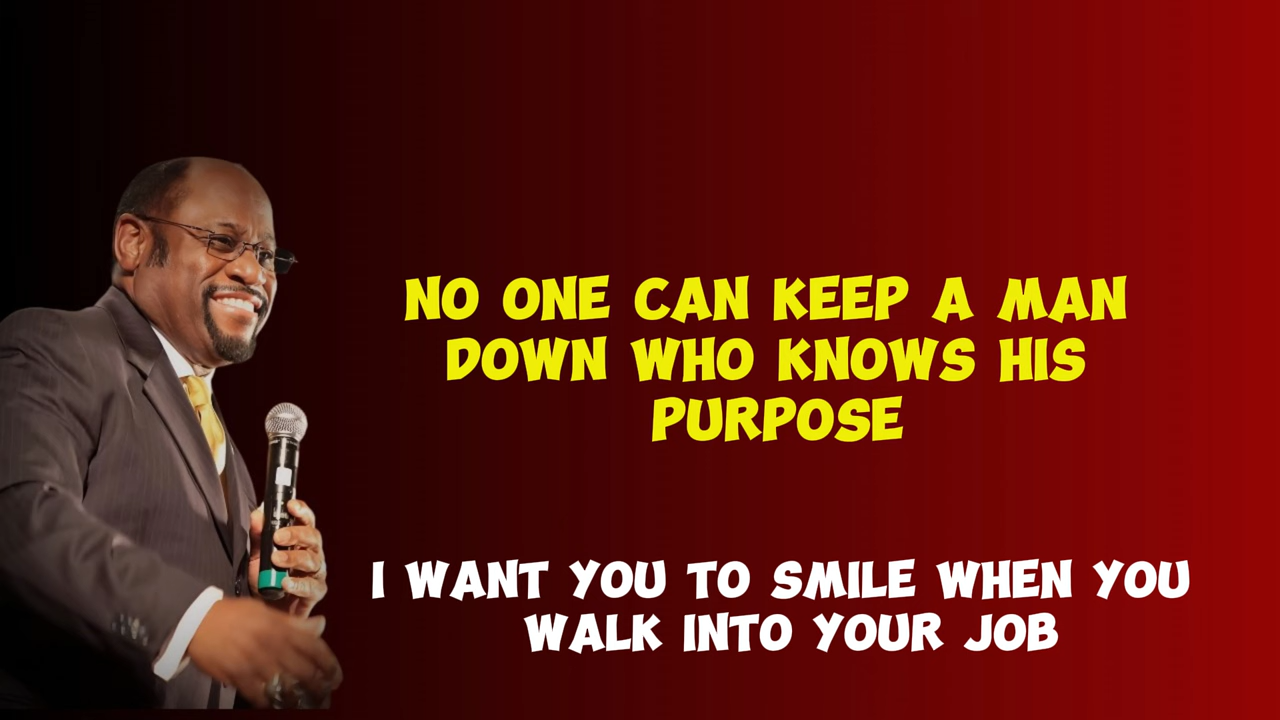 NO ONE CAN KEEP A MAN
DOWN WHO KNOWS HIS
PURPOSE
I WANT YOU TO SMILE WHEN YOU
WALK INTO YOUR JOB